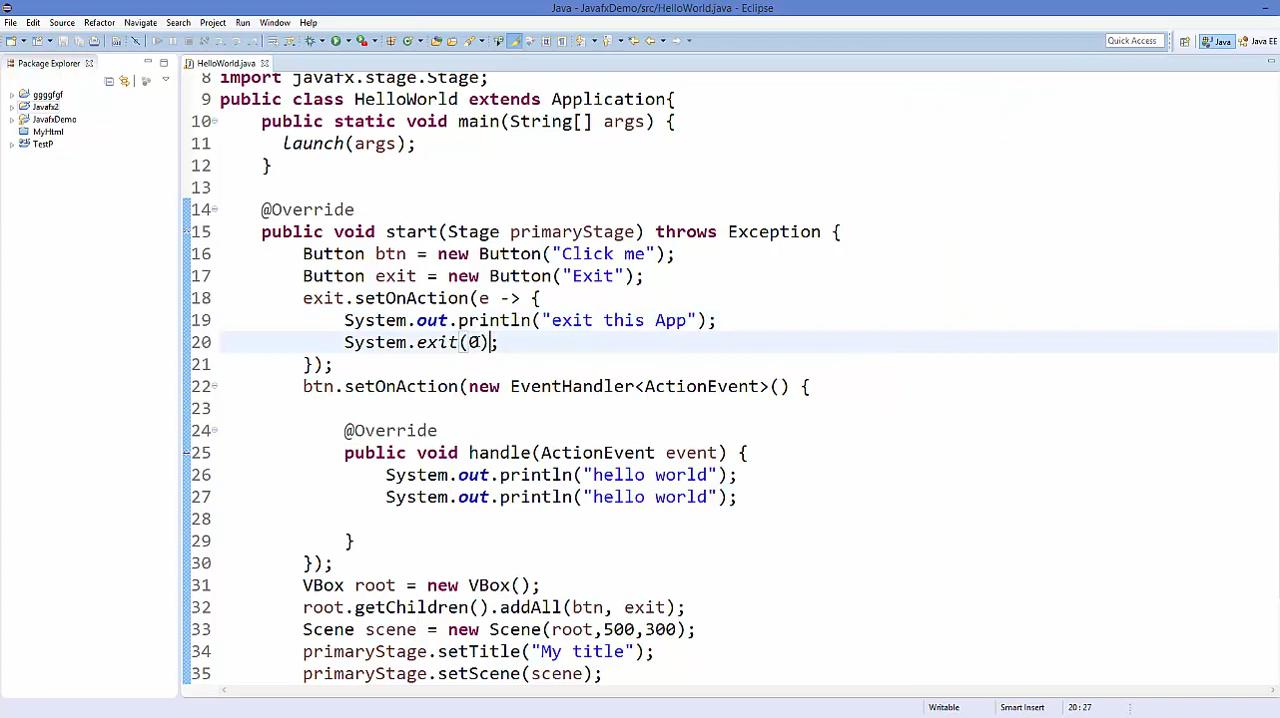 Java - JavafxDemo/src/HelloWorld.java - Eclipse
File Edit Source Refactor Navigate Search Project Run Window Help
Quick Access Java Java EE
Package Explorer
HelloWorld.java
ggggfgf
Javafx2
JavafxDemo
MyHtml
TestP
8 import javafx.stage.Stage;
9 public class HelloWorld extends Application{
10 public static void main(String[] args) {
11 launch(args);
12 }
13
14 @Override
15 public void start(Stage primaryStage) throws Exception {
16 Button btn = new Button("Click me");
17 Button exit = new Button("Exit");
18 exit.setOnAction(e -> {
19 System.out.println("exit this App");
20 System.exit(0);
21 });
22 btn.setOnAction(new EventHandler<ActionEvent>() {
23
24 @Override
25 public void handle(ActionEvent event) {
26 System.out.println("hello world");
27 System.out.println("hello world");
28
29 }
30 });
31 VBox root = new VBox();
32 root.getChildren().addAll(btn, exit);
33 Scene scene = new Scene(root,500,300);
34 primaryStage.setTitle("My title");
35 primaryStage.setScene(scene);
Writable Smart Insert 20:27